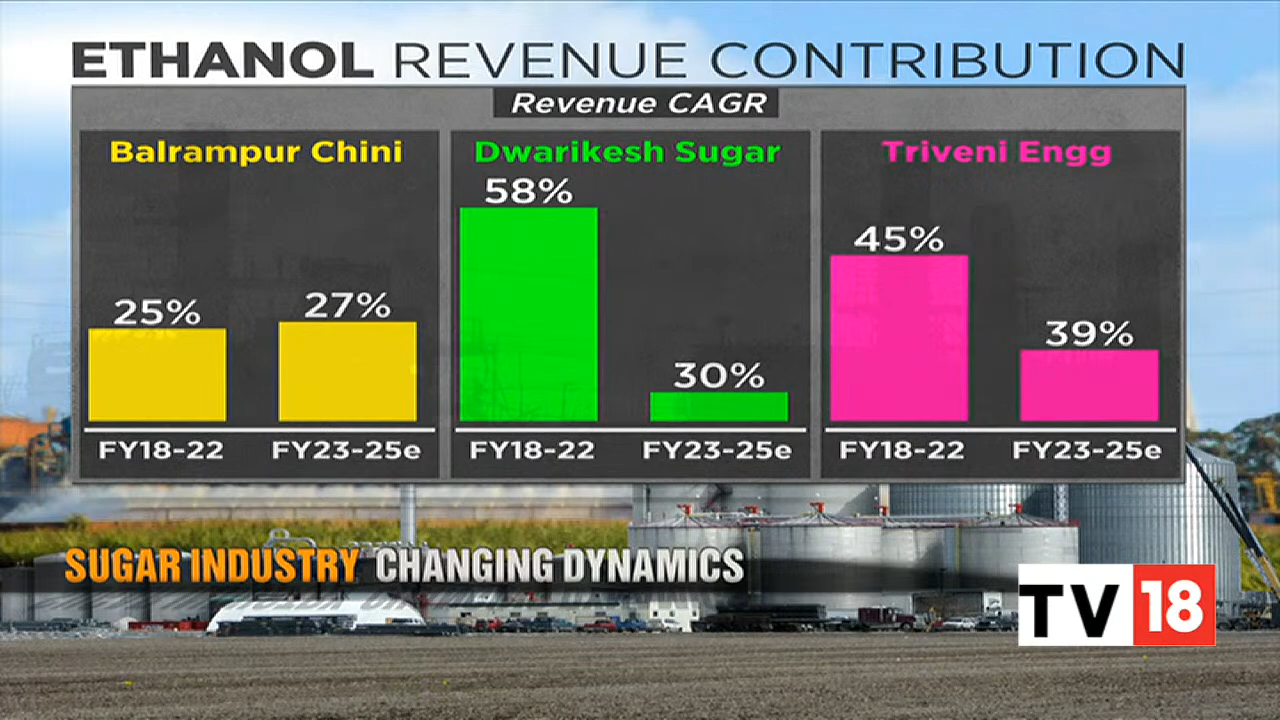 ETHANOL REVENUE CONTRIBUTION
Revenue CAGR
Balrampur Chini
25%
27%
FY18-22
FY23-25e
Dwarikesh Sugar
58%
30%
FY18-22
FY23-25e
Triveni Engg
45%
39%
FY18-22
FY23-25e
SUGAR INDUSTRY CHANGING DYNAMICS
TV18